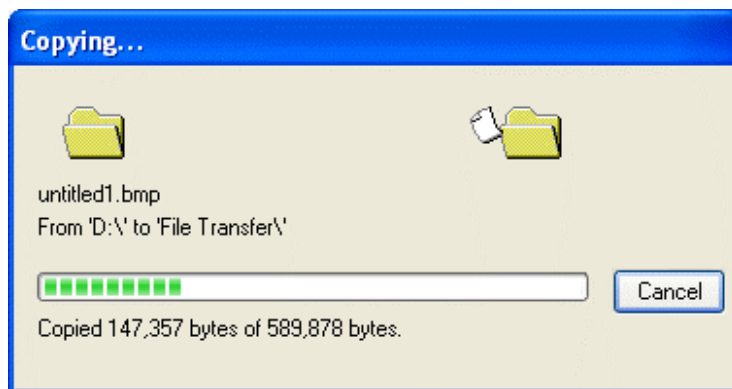 Copying...
untitled1.bmp
From 'D:\' to 'File Transfer\'
Cancel
Copied 147,357 bytes of 589,878 bytes.